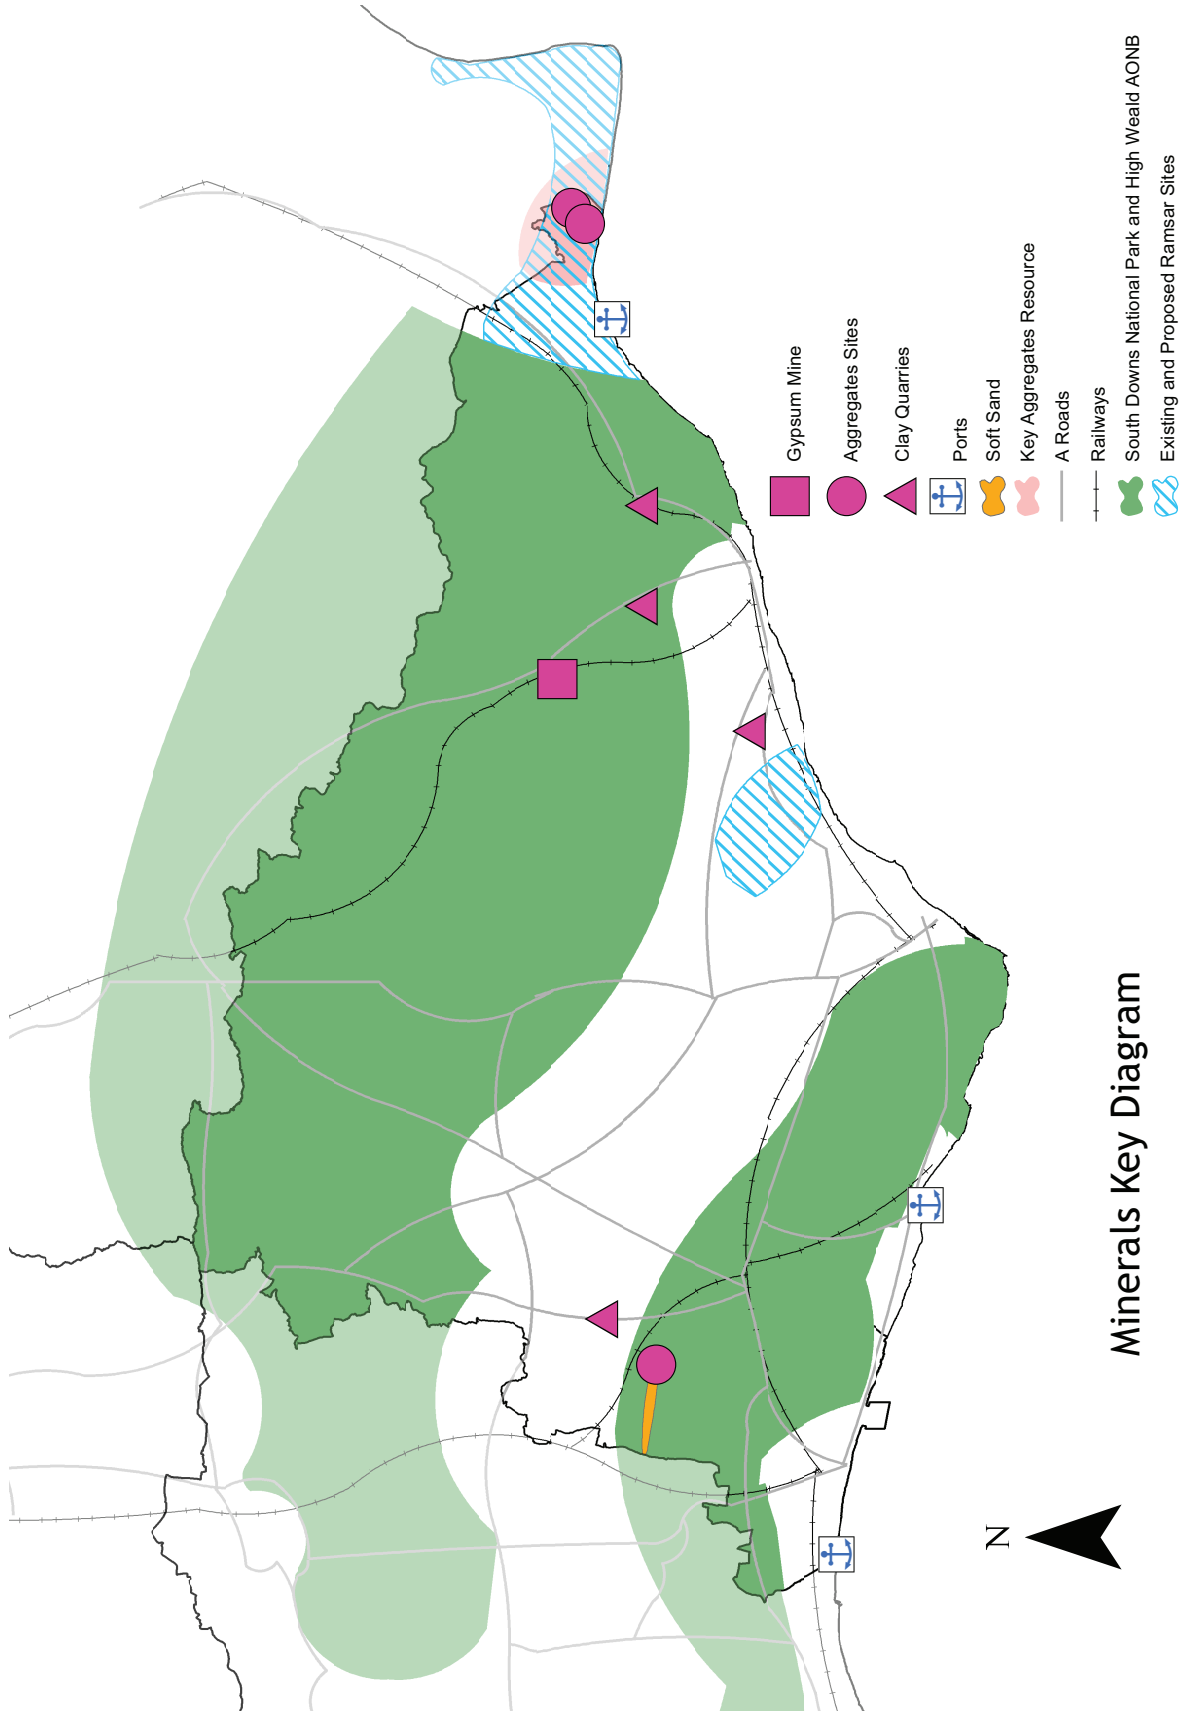 Gypsum Mine
Aggregates Sites
Clay Quarries
Ports
Soft Sand
Key Aggregates Resource
A Roads
Railways
South Downs National Park and High Weald AONB
Existing and Proposed Ramsar Sites
N
Minerals Key Diagram